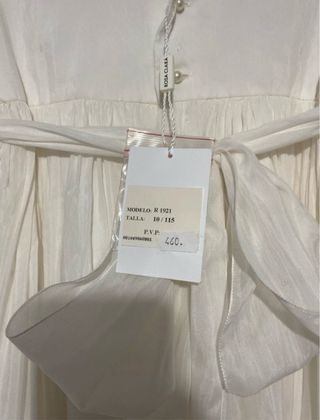 ROSA CLARA
MODELO: R 1921
TALLA: 10 / 115
P.V.P:
460.